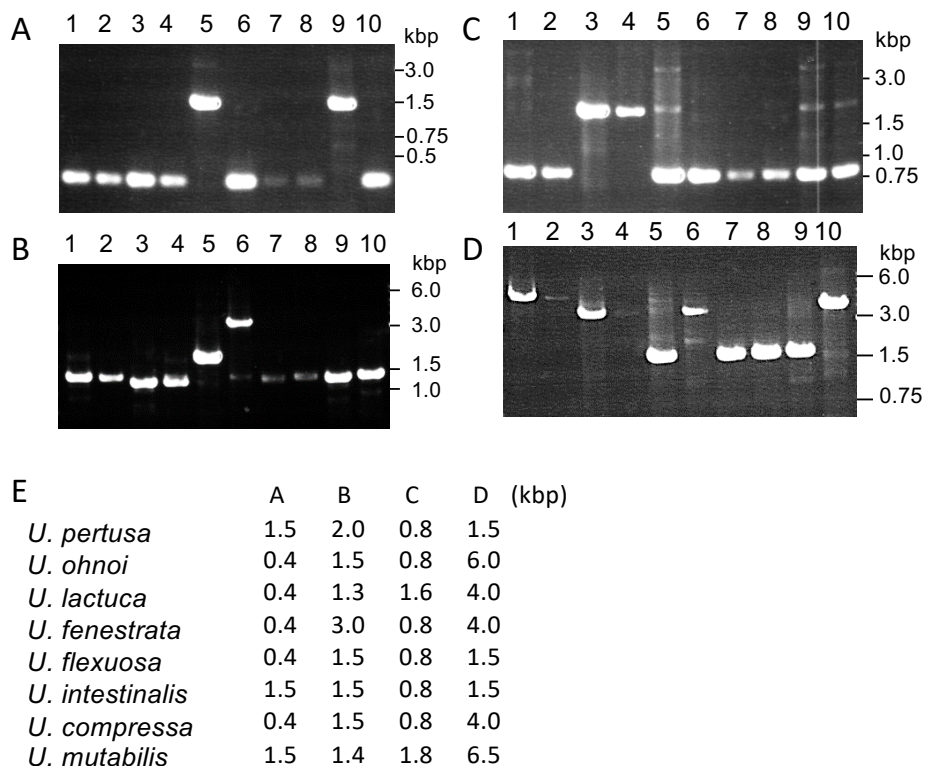 A
1 2 3 4 5 6 7 8 9 10
kbp
3.0
1.5
0.75
0.5
C
1 2 3 4 5 6 7 8 9 10
kbp
3.0
1.5
1.0
0.75
B
1 2 3 4 5 6 7 8 9 10
kbp
6.0
3.0
1.5
1.0
D
1 2 3 4 5 6 7 8 9 10
kbp
6.0
3.0
1.5
0.75
E
A B C D (kbp)
U. pertusa 1.5 2.0 0.8 1.5
U. ohnoi 0.4 1.5 0.8 6.0
U. lactuca 0.4 1.3 1.6 4.0
U. fenestrata 0.4 3.0 0.8 4.0
U. flexuosa 0.4 1.5 0.8 1.5
U. intestinalis 1.5 1.5 0.8 1.5
U. compressa 0.4 1.5 0.8 4.0
U. mutabilis 1.5 1.4 1.8 6.5